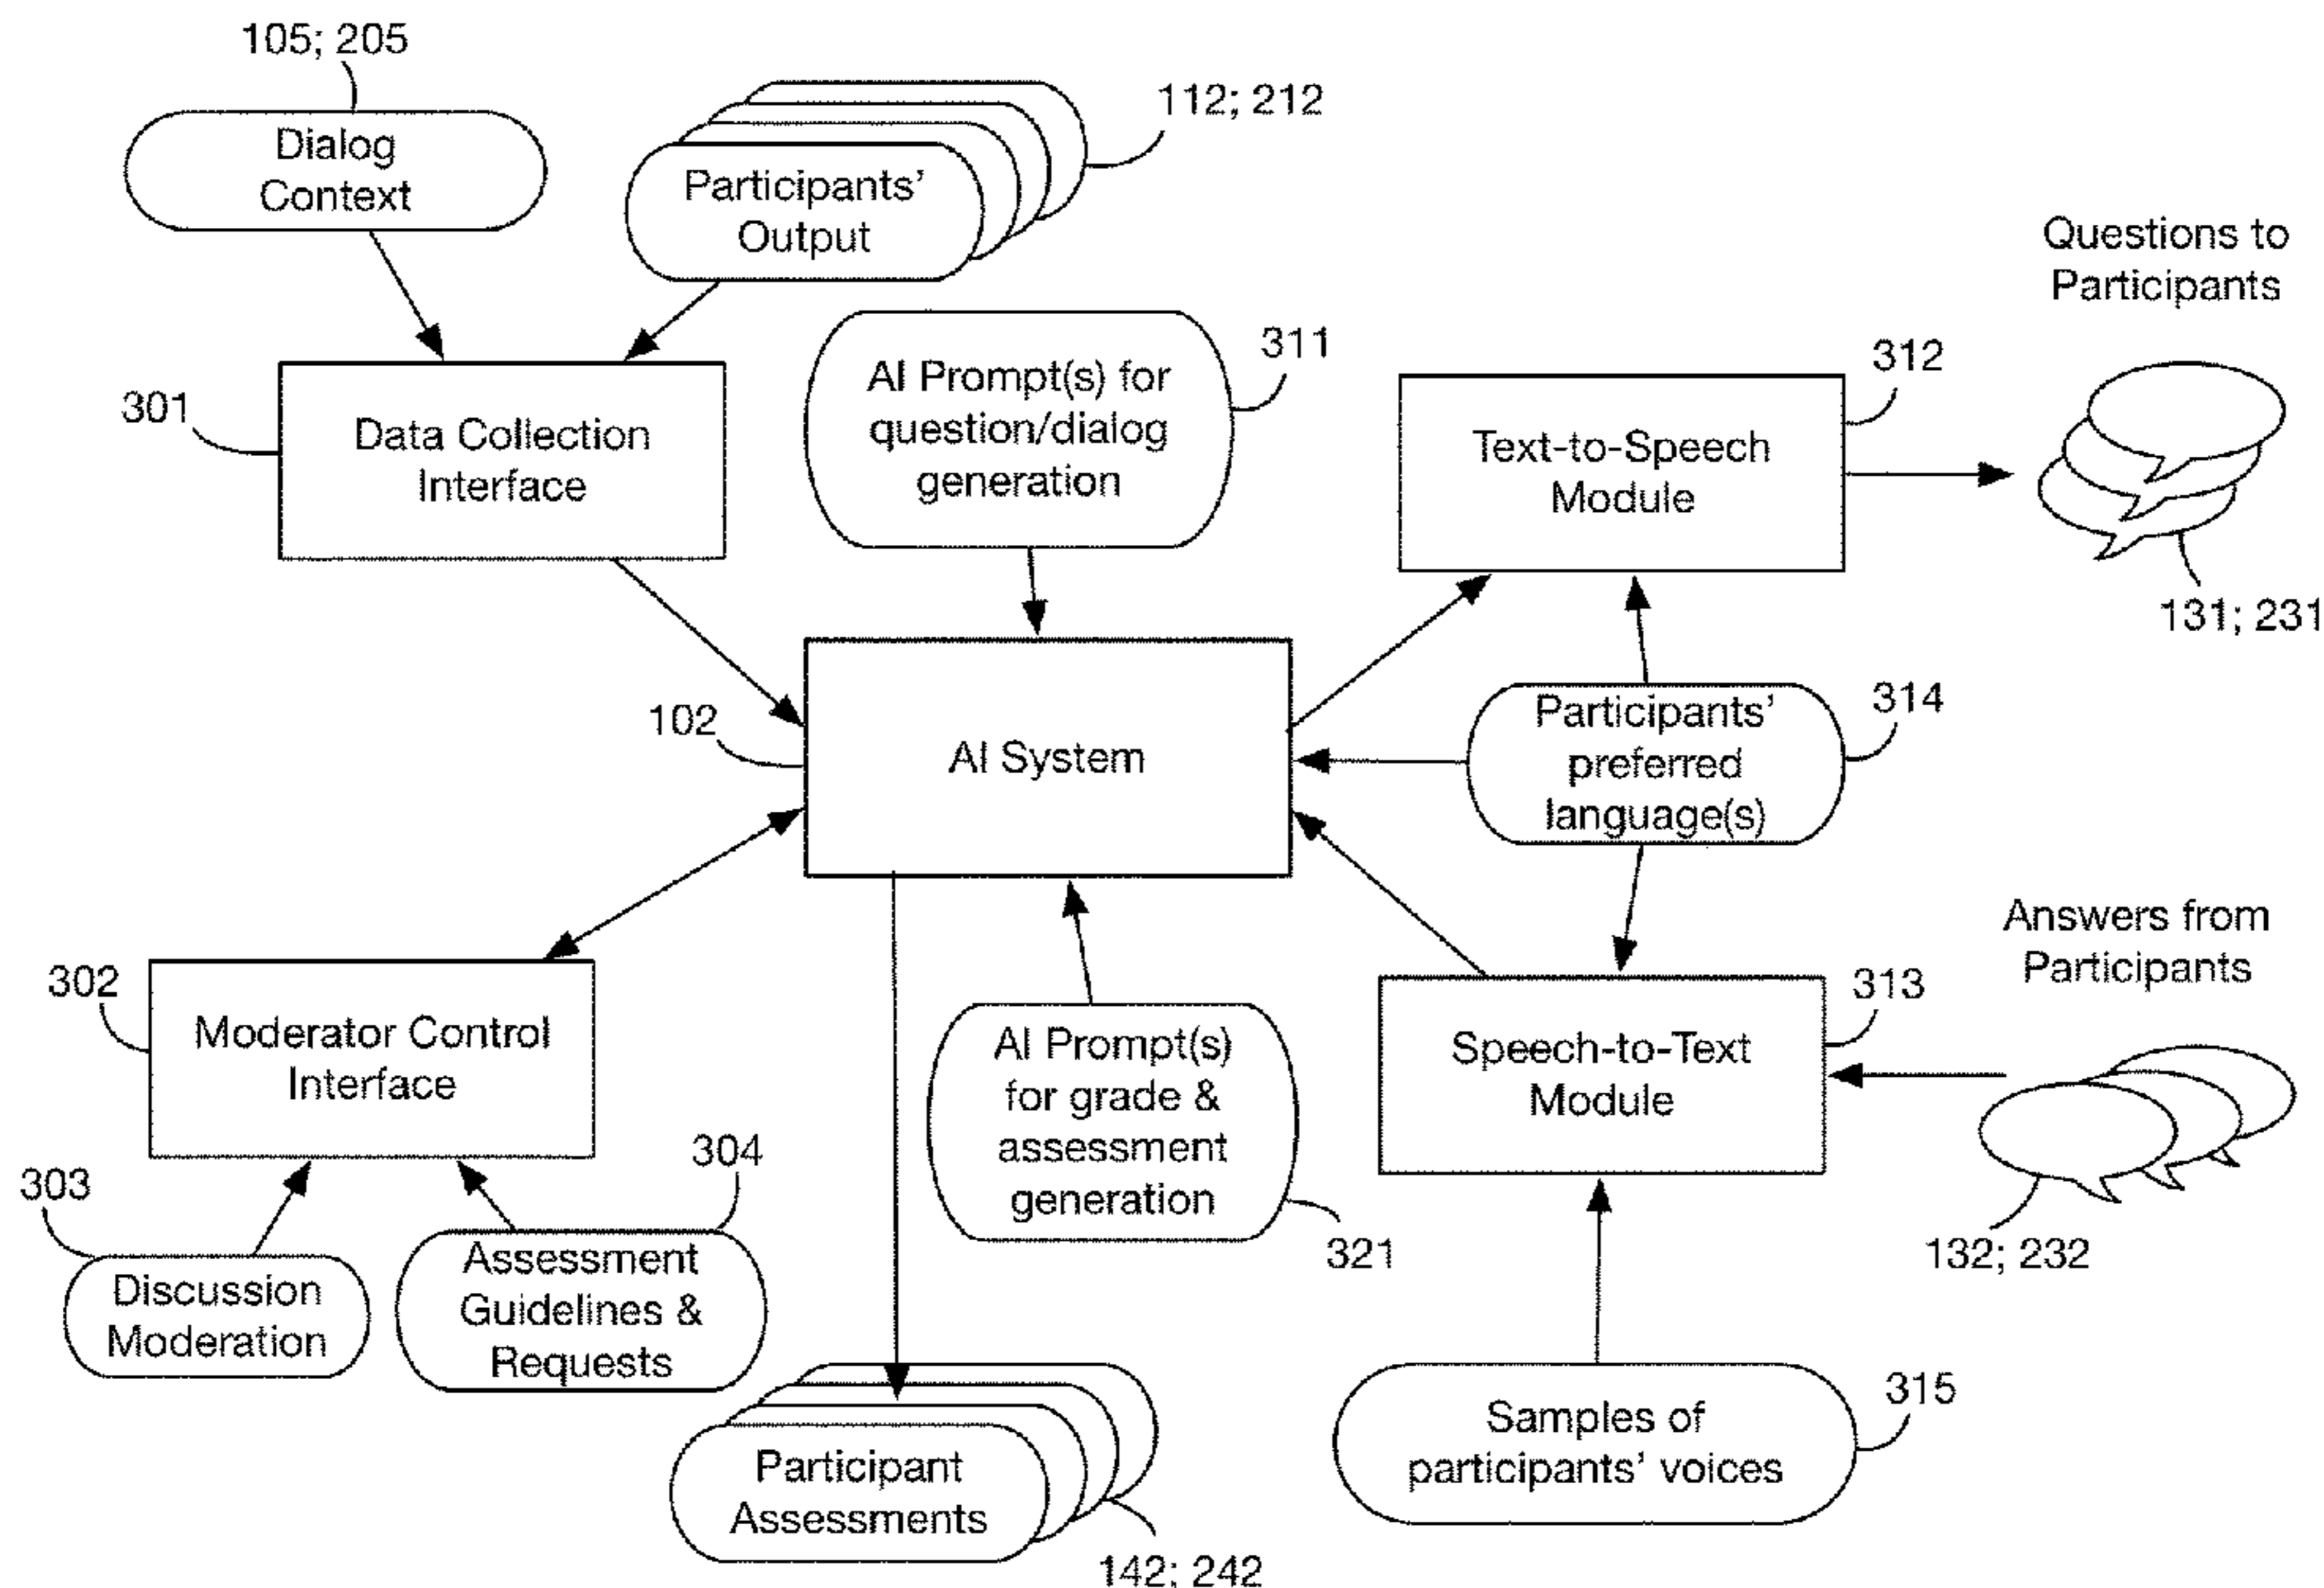 105; 205
Dialog
Context
112; 212
Participants'
Output
Questions to
Participants
311
AI Prompt(s) for
question/dialog
generation
312
301
Data Collection
Interface
Text-to-Speech
Module
131; 231
102
AI System
314
Participants'
preferred
language(s)
Answers from
Participants
302
Moderator Control
Interface
AI Prompt(s)
for grade &
assessment
generation
321
313
Speech-to-Text
Module
132; 232
303
Discussion
Moderation
304
Assessment
Guidelines &
Requests
Participant
Assessments
142; 242
315
Samples of
participants' voices